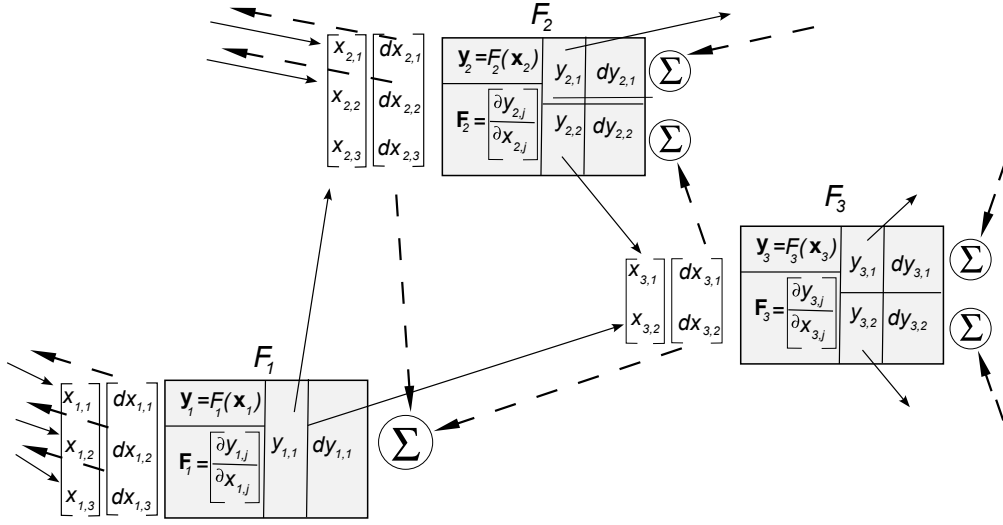 F₂
x₂,₁ dx₂,₁
x₂,₂ dx₂,₂
x₂,₃ dx₂,₃
y₂=F₂(x₂) y₂,₁ dy₂,₁ Σ
F₂= [∂y₂,ⱼ / ∂x₂,ⱼ] y₂,₂ dy₂,₂ Σ
F₃
x₃,₁ dx₃,₁
x₃,₂ dx₃,₂
y₃=F₃(x₃) y₃,₁ dy₃,₁ Σ
F₃= [∂y₃,ⱼ / ∂x₃,ⱼ] y₃,₂ dy₃,₂ Σ
F₁
x₁,₁ dx₁,₁
x₁,₂ dx₁,₂
x₁,₃ dx₁,₃
y₁=F₁(x₁)
F₁= [∂y₁,ⱼ / ∂x₁,ⱼ] y₁,₁ dy₁,₁ Σ